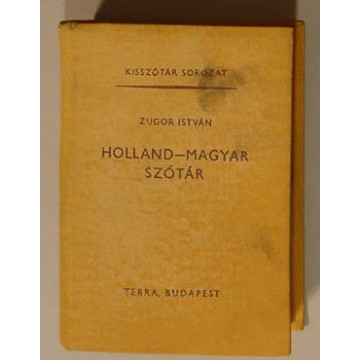 KISSZÓTÁR SOROZAT
ZUGOR ISTVÁN
HOLLAND–MAGYAR
SZÓTÁR
TERRA, BUDAPEST